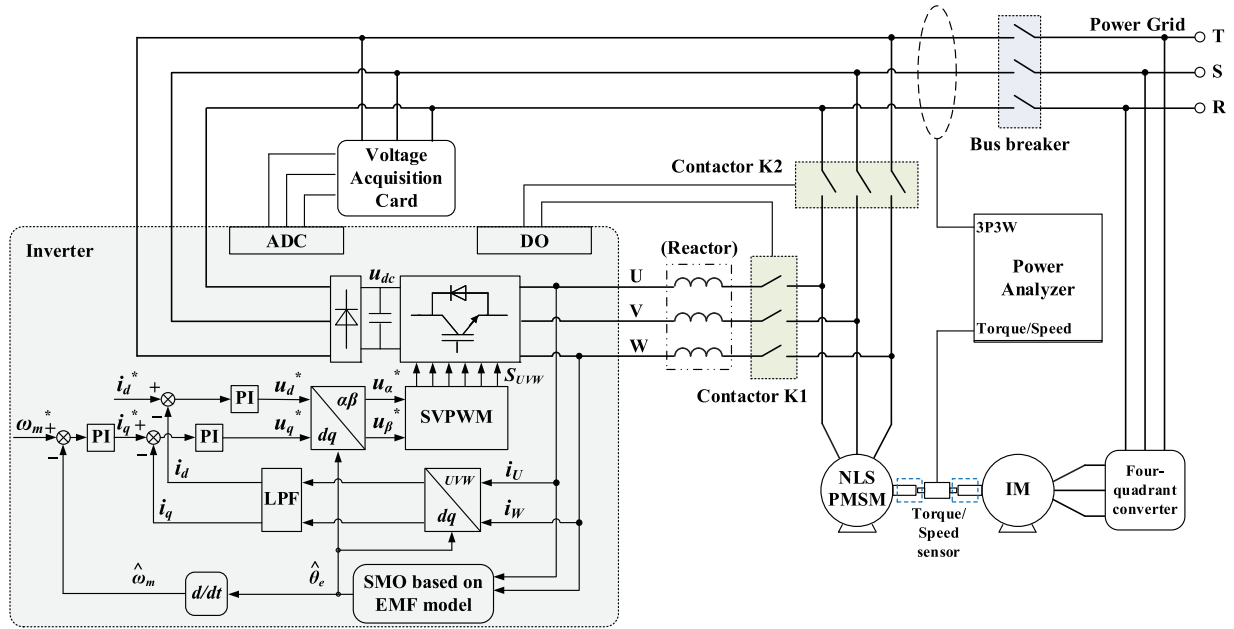 Power Grid
T
S
R
Bus breaker
Voltage
Acquisition
Card
Contactor K2
ADC
DO
Inverter
(Reactor)
3P3W
Power
Analyzer
Torque/Speed
u_dc
U
V
W
S_UVW
Contactor K1
i_d^* +
−
PI
u_d^*
αβ
dq
u_α^*
SVPWM
ω_m^* +
−
PI
i_q^* +
−
PI
u_q^*
u_β^*
i_d
i_q
LPF
UVW
dq
i_U
i_W
NLS
PMSM
Torque/
Speed
sensor
IM
Four-
quadrant
converter
ω̂_m
d/dt
θ̂_e
SMO based on
EMF model